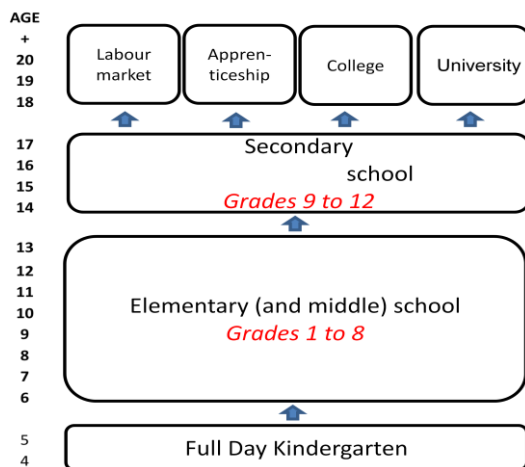 AGE
+
20
19
18
Labour
market
Appren-
ticeship
College
University
17
16
15
14
Secondary
school
Grades 9 to 12
13
12
11
10
9
8
7
6
Elementary (and middle) school
Grades 1 to 8
5
4
Full Day Kindergarten